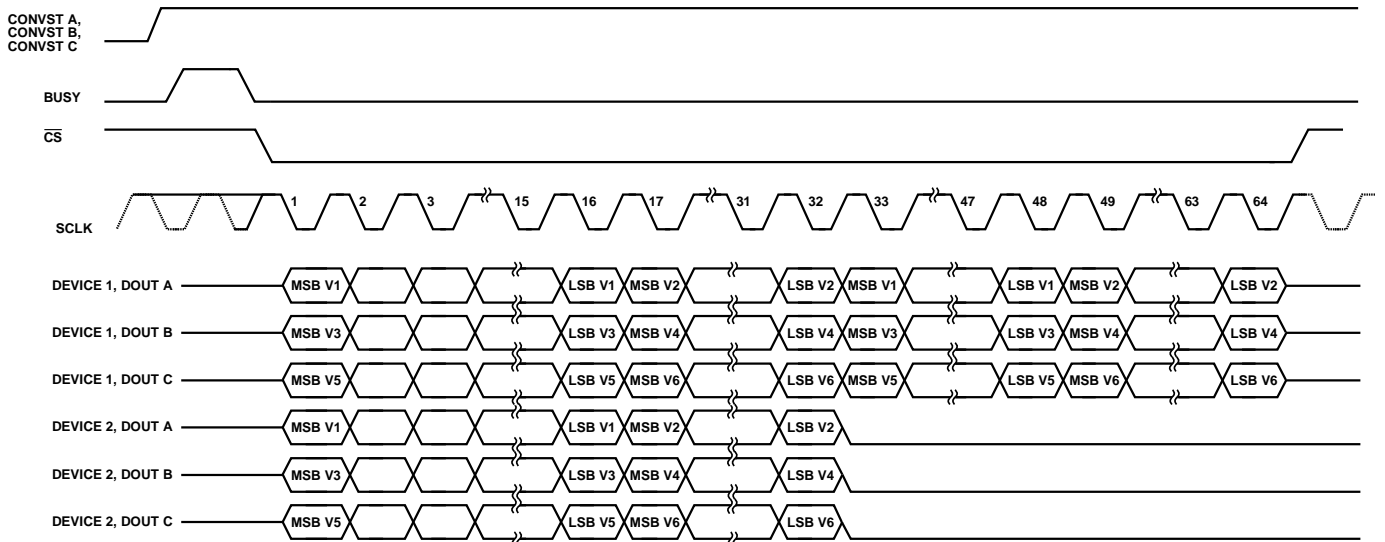 CONVST A,
CONVST B,
CONVST C
BUSY
CS
SCLK
1 2 3 15 16 17 31 32 33 47 48 49 63 64
DEVICE 1, DOUT A MSB V1 LSB V1 MSB V2 LSB V2 MSB V1 LSB V1 MSB V2 LSB V2
DEVICE 1, DOUT B MSB V3 LSB V3 MSB V4 LSB V4 MSB V3 LSB V3 MSB V4 LSB V4
DEVICE 1, DOUT C MSB V5 LSB V5 MSB V6 LSB V6 MSB V5 LSB V5 MSB V6 LSB V6
DEVICE 2, DOUT A MSB V1 LSB V1 MSB V2 LSB V2
DEVICE 2, DOUT B MSB V3 LSB V3 MSB V4 LSB V4
DEVICE 2, DOUT C MSB V5 LSB V5 MSB V6 LSB V6